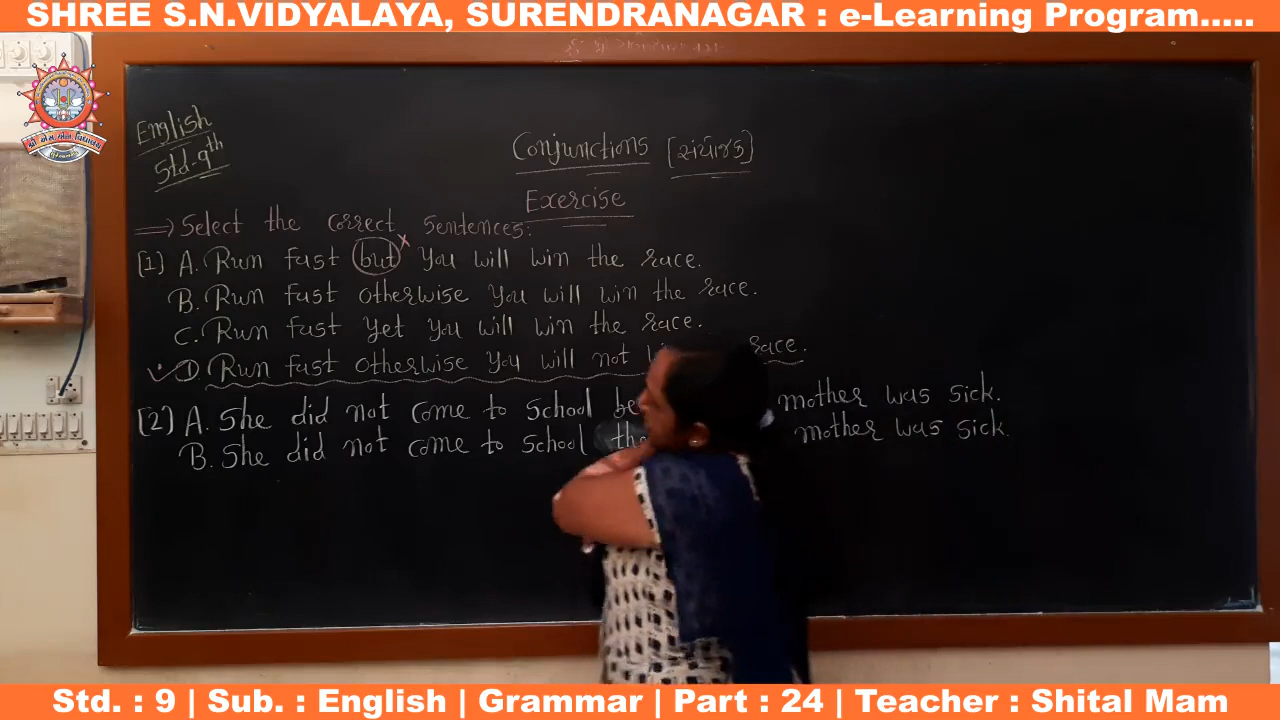 SHREE S.N.VIDYALAYA, SURENDRANAGAR : e-Learning Program.....
English
Std-9th
Conjunctions [સંયોજક]
Exercise
⇒ Select the correct sentences:
[1] A. Run fast but you will win the race.
B. Run fast otherwise you will win the race.
C. Run fast yet you will win the race.
D Run fast otherwise you will not race.
[2] A. She did not come to school mother was sick.
B. She did not come to school mother was sick.
Std. : 9 | Sub. : English | Grammar | Part : 24 | Teacher : Shital Mam